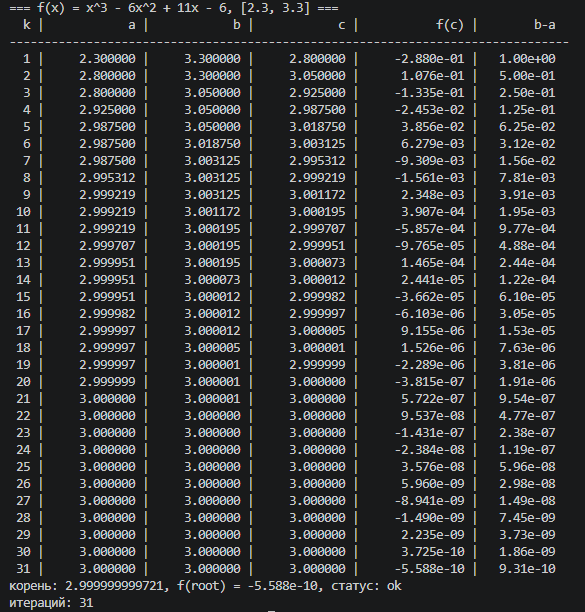 === f(x) = x^3 - 6x^2 + 11x - 6, [2.3, 3.3] ===
k | a | b | c | f(c) | b-a
--------------------------------------------------------------------------
1 | 2.300000 | 3.300000 | 2.800000 | -2.880e-01 | 1.00e+00
2 | 2.800000 | 3.300000 | 3.050000 | 1.076e-01 | 5.00e-01
3 | 2.800000 | 3.050000 | 2.925000 | -1.335e-01 | 2.50e-01
4 | 2.925000 | 3.050000 | 2.987500 | -2.453e-02 | 1.25e-01
5 | 2.987500 | 3.050000 | 3.018750 | 3.856e-02 | 6.25e-02
6 | 2.987500 | 3.018750 | 3.003125 | 6.279e-03 | 3.12e-02
7 | 2.987500 | 3.003125 | 2.995312 | -9.309e-03 | 1.56e-02
8 | 2.995312 | 3.003125 | 2.999219 | -1.561e-03 | 7.81e-03
9 | 2.999219 | 3.003125 | 3.001172 | 2.348e-03 | 3.91e-03
10 | 2.999219 | 3.001172 | 3.000195 | 3.907e-04 | 1.95e-03
11 | 2.999219 | 3.000195 | 2.999707 | -5.857e-04 | 9.77e-04
12 | 2.999707 | 3.000195 | 2.999951 | -9.765e-05 | 4.88e-04
13 | 2.999951 | 3.000195 | 3.000073 | 1.465e-04 | 2.44e-04
14 | 2.999951 | 3.000073 | 3.000012 | 2.441e-05 | 1.22e-04
15 | 2.999951 | 3.000012 | 2.999982 | -3.662e-05 | 6.10e-05
16 | 2.999982 | 3.000012 | 2.999997 | -6.103e-06 | 3.05e-05
17 | 2.999997 | 3.000012 | 3.000005 | 9.155e-06 | 1.53e-05
18 | 2.999997 | 3.000005 | 3.000001 | 1.526e-06 | 7.63e-06
19 | 2.999997 | 3.000001 | 2.999999 | -2.289e-06 | 3.81e-06
20 | 2.999999 | 3.000001 | 3.000000 | -3.815e-07 | 1.91e-06
21 | 3.000000 | 3.000001 | 3.000000 | 5.722e-07 | 9.54e-07
22 | 3.000000 | 3.000000 | 3.000000 | 9.537e-08 | 4.77e-07
23 | 3.000000 | 3.000000 | 3.000000 | -1.431e-07 | 2.38e-07
24 | 3.000000 | 3.000000 | 3.000000 | -2.384e-08 | 1.19e-07
25 | 3.000000 | 3.000000 | 3.000000 | 3.576e-08 | 5.96e-08
26 | 3.000000 | 3.000000 | 3.000000 | 5.960e-09 | 2.98e-08
27 | 3.000000 | 3.000000 | 3.000000 | -8.941e-09 | 1.49e-08
28 | 3.000000 | 3.000000 | 3.000000 | -1.490e-09 | 7.45e-09
29 | 3.000000 | 3.000000 | 3.000000 | 2.235e-09 | 3.73e-09
30 | 3.000000 | 3.000000 | 3.000000 | 3.725e-10 | 1.86e-09
31 | 3.000000 | 3.000000 | 3.000000 | -5.588e-10 | 9.31e-10
корень: 2.999999999721, f(root) = -5.588e-10, статус: ok
итераций: 31